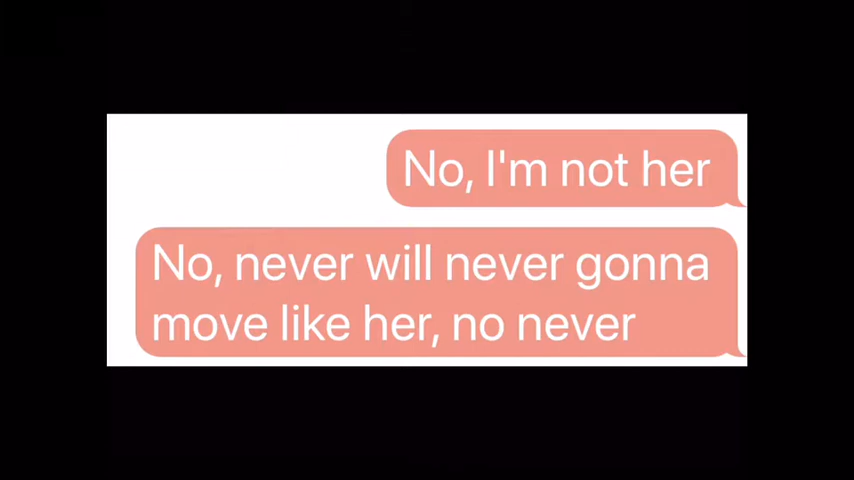 No, I'm not her
No, never will never gonna
move like her, no never